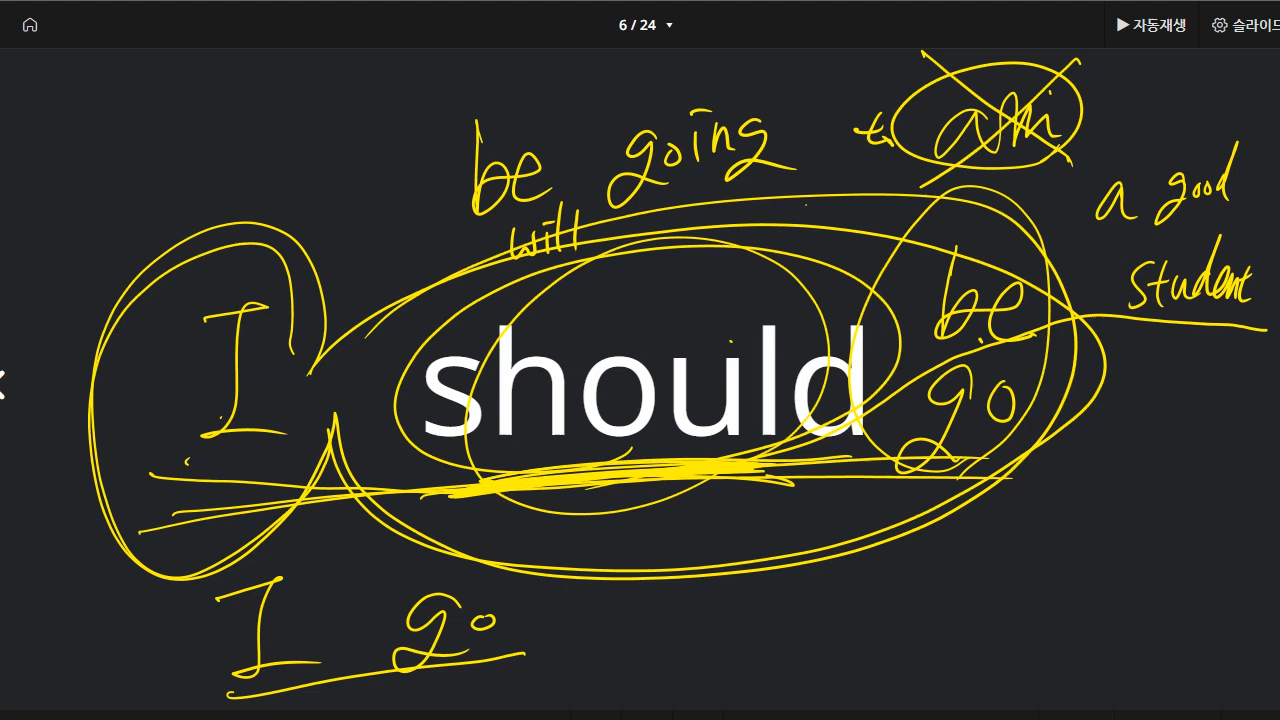 6 / 24
▶ 자동재생
슬라이드
be going to
am
will
a good
student
I should be
go
I go